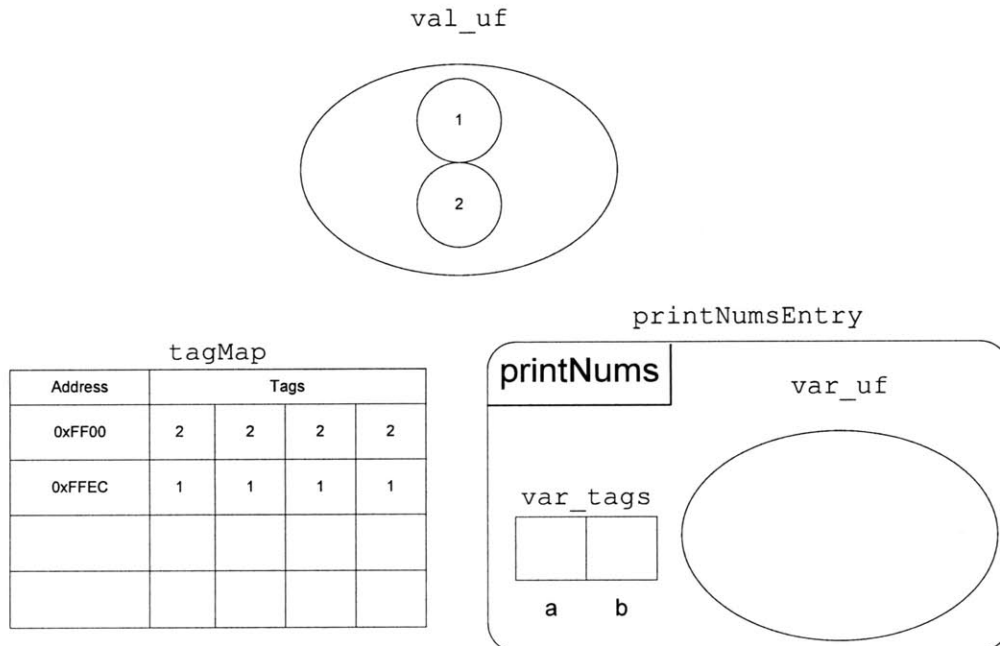 val_uf
1
2
tagMap
Address Tags
0xFF00 2 2 2 2
0xFFEC 1 1 1 1
printNumsEntry
printNums
var_uf
var_tags
a b